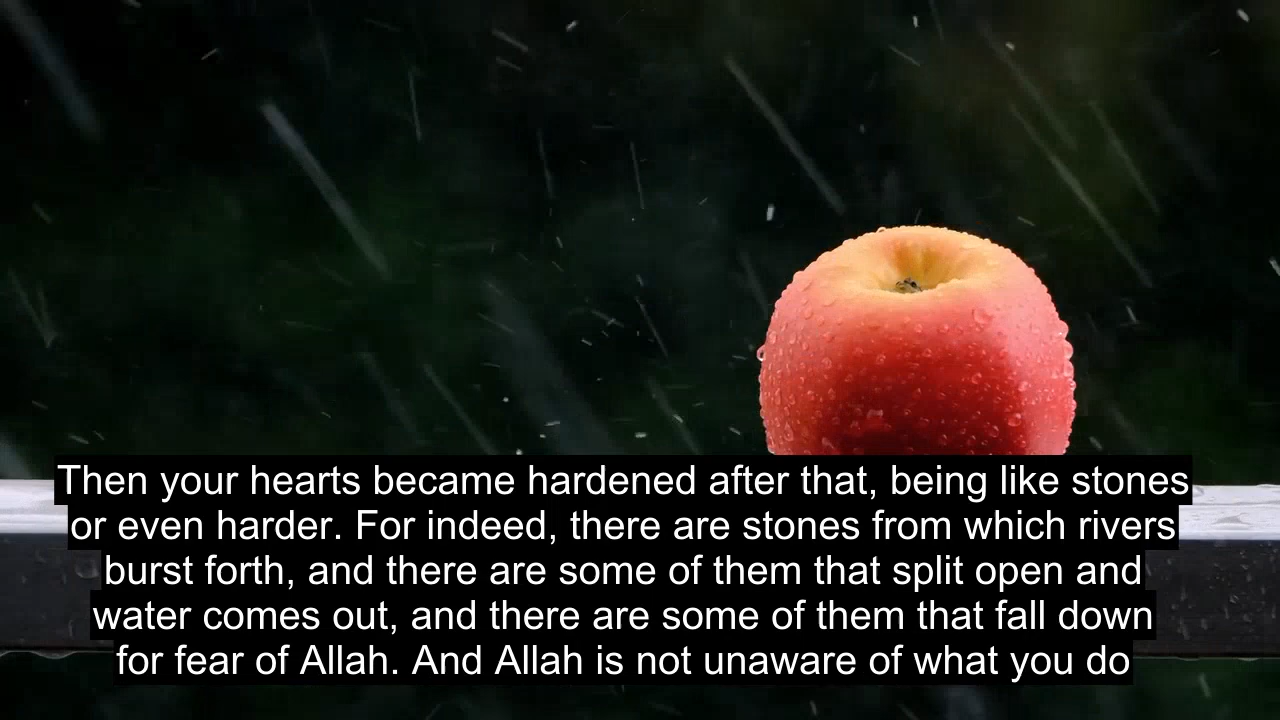 Then your hearts became hardened after that, being like stones
or even harder. For indeed, there are stones from which rivers
burst forth, and there are some of them that split open and
water comes out, and there are some of them that fall down
for fear of Allah. And Allah is not unaware of what you do